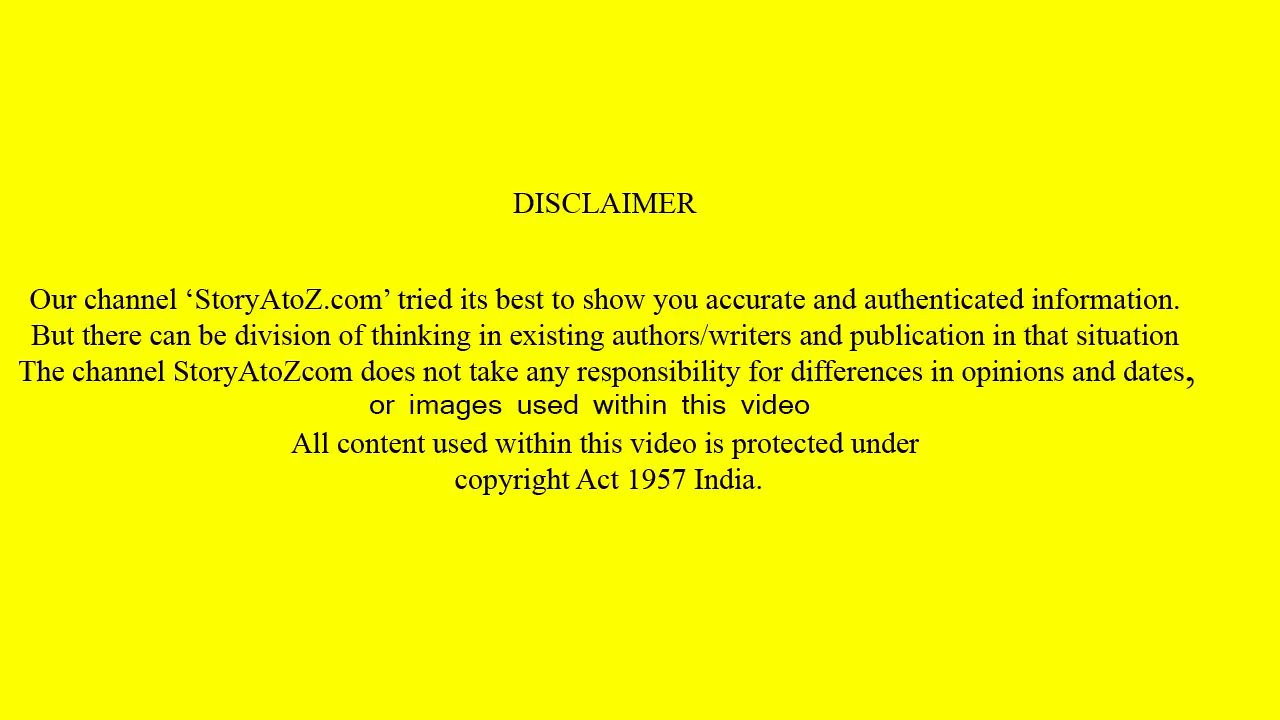 DISCLAIMER
Our channel ‘StoryAtoZ.com’ tried its best to show you accurate and authenticated information.
But there can be division of thinking in existing authors/writers and publication in that situation
The channel StoryAtoZcom does not take any responsibility for differences in opinions and dates,
or images used within this video
All content used within this video is protected under
copyright Act 1957 India.